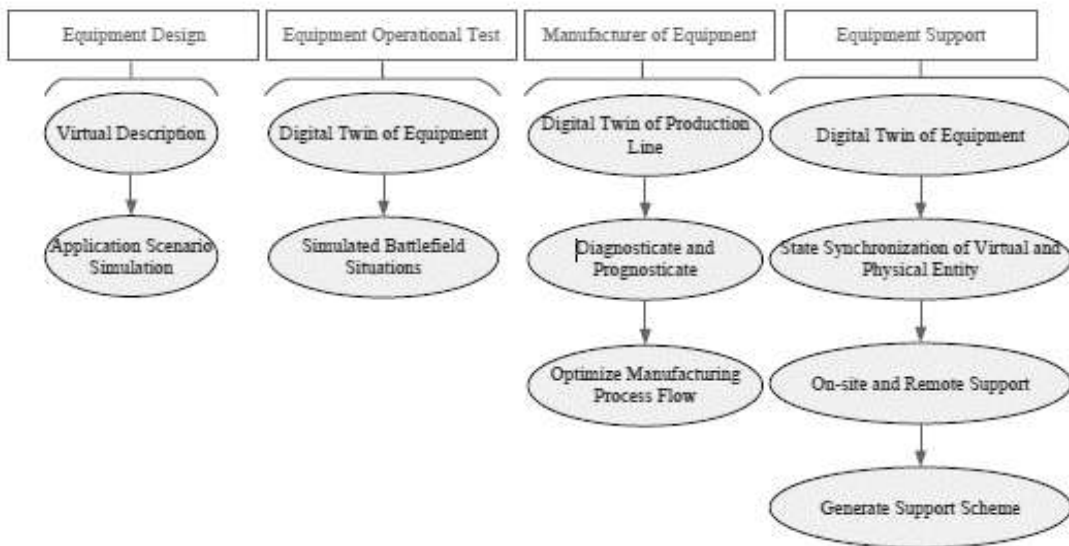 Equipment Design
Equipment Operational Test
Manufacturer of Equipment
Equipment Support
Virtual Description
Digital Twin of Equipment
Digital Twin of Production
Line
Digital Twin of Equipment
Application Scenario
Simulation
Simulated Battlefield
Situations
Diagnosticate and
Prognosticate
State Synchronization of Virtual and
Physical Entity
Optimize Manufacturing
Process Flow
On-site and Remote Support
Generate Support Scheme